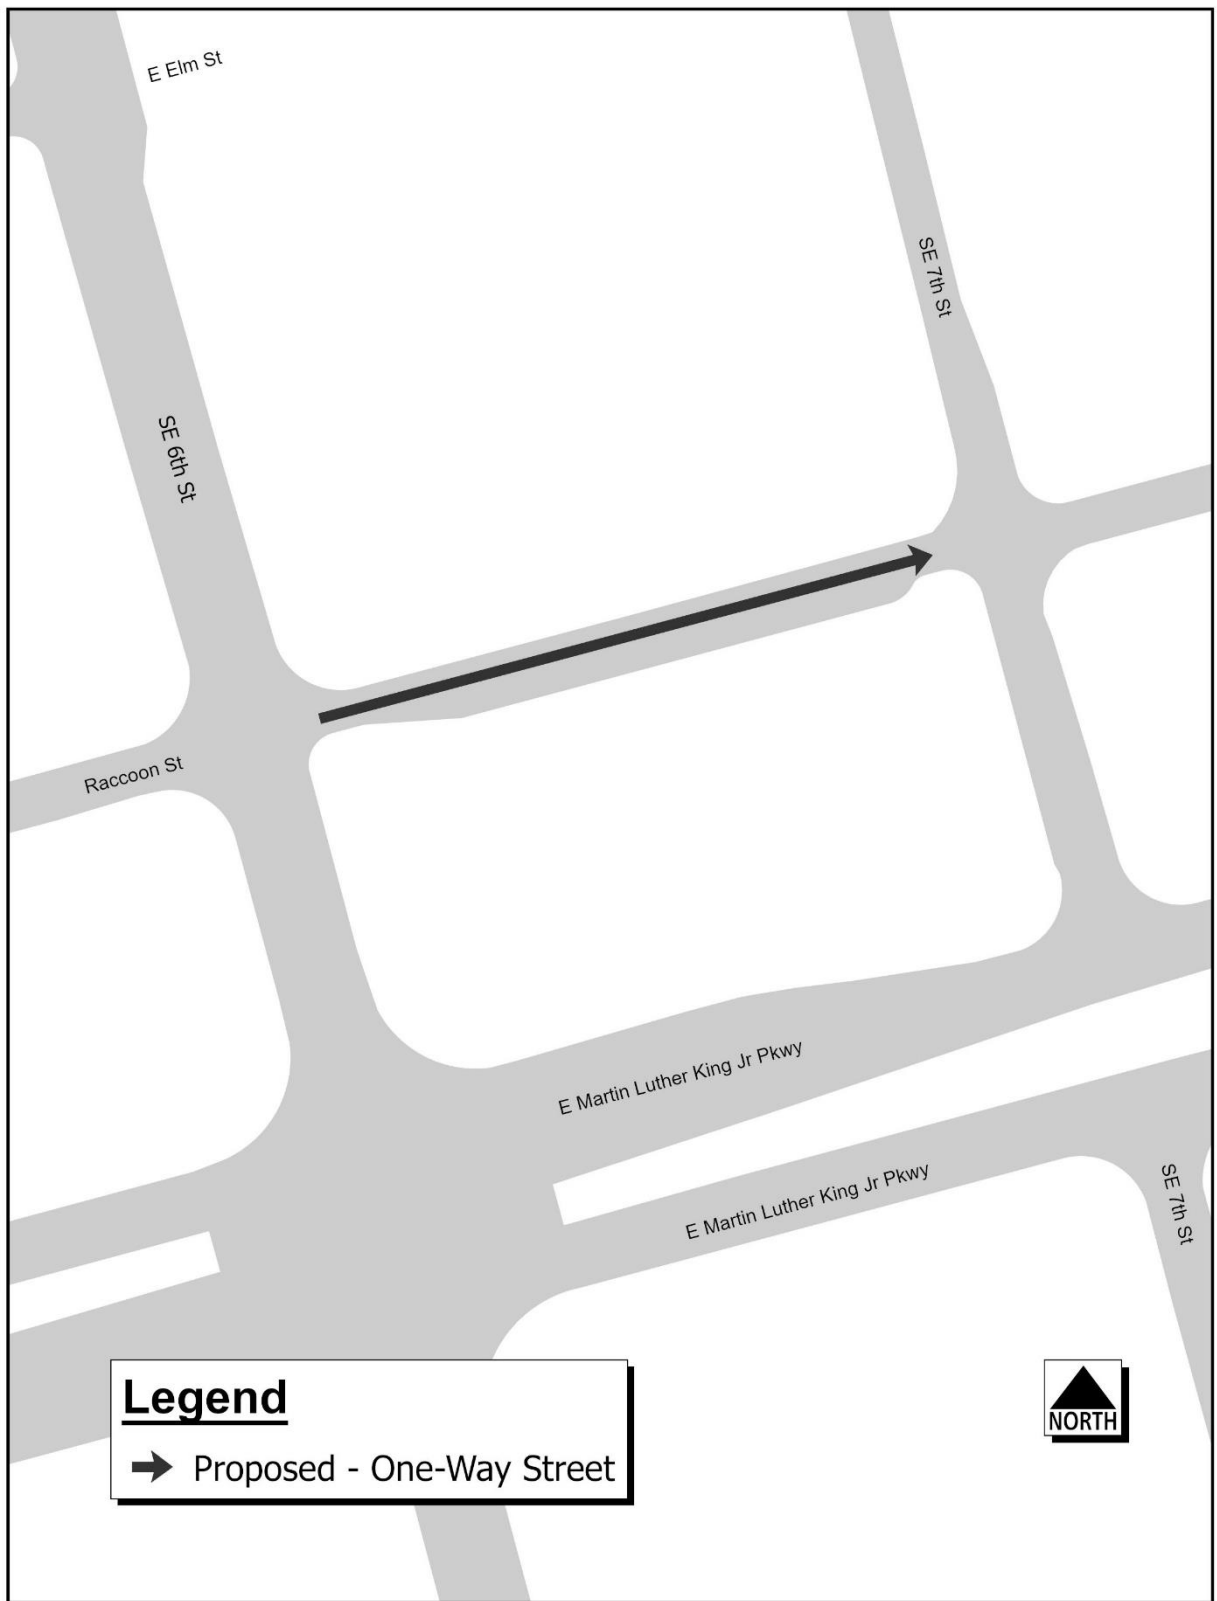 E Elm St
SE 7th St
SE 6th St
Raccoon St
E Martin Luther King Jr Pkwy
E Martin Luther King Jr Pkwy
SE 7th St
Legend
Proposed - One-Way Street
NORTH